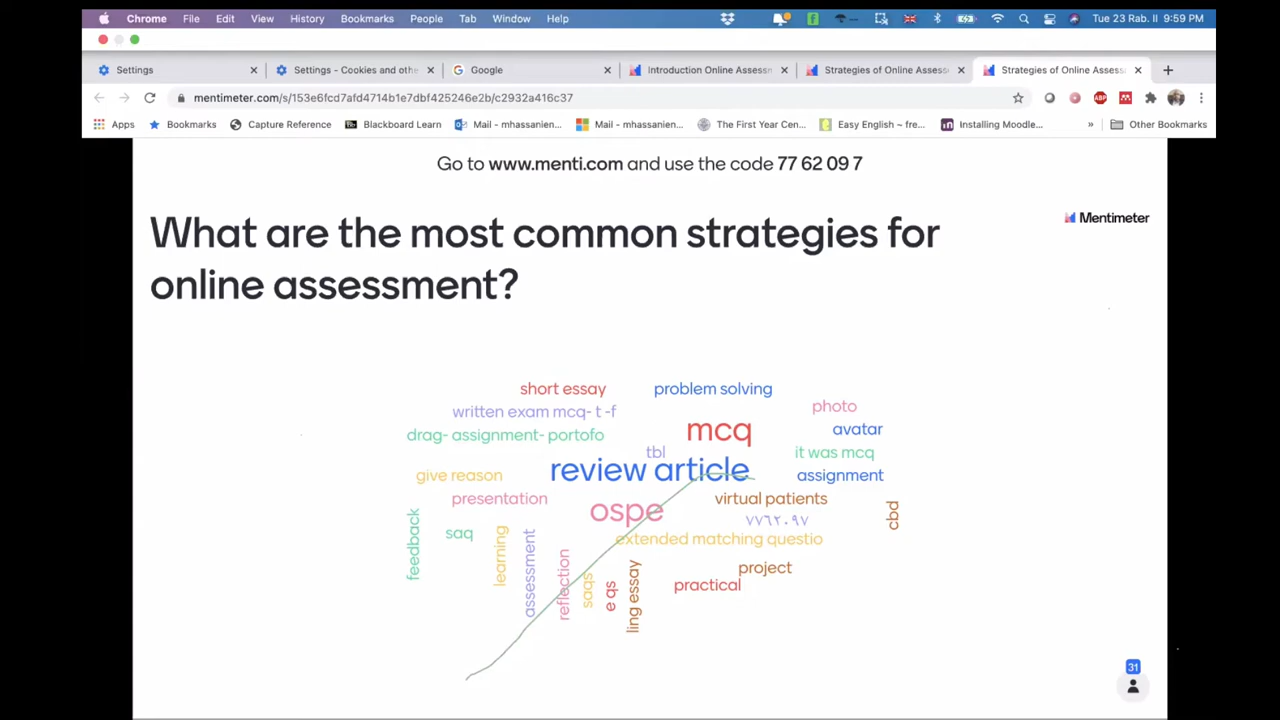 Chrome File Edit View History Bookmarks People Tab Window Help Tue 23 Rab. II 9:59 PM
Settings Settings - Cookies and othe Google Introduction Online Assessm Strategies of Online Assess Strategies of Online Assess
mentimeter.com/s/153e6fcd7afd4714b1e7dbf425246e2b/c2932a416c37 ABP
Apps Bookmarks Capture Reference Blackboard Learn Mail - mhassanien... Mail - mhassanien... The First Year Cen... Easy English ~ fre... Installing Moodle... » Other Bookmarks
Go to www.menti.com and use the code 77 62 09 7
Mentimeter
What are the most common strategies for
online assessment?
short essay problem solving
written exam mcq- t -f photo
drag- assignment- portofo mcq avatar
tbl it was mcq
give reason review article assignment
presentation virtual patients
ospe ٧٧٦٢٠٩٧ cbd
feedback saq learning assessment extended matching questio
reflection saqs e qs ling essay project
practical
31